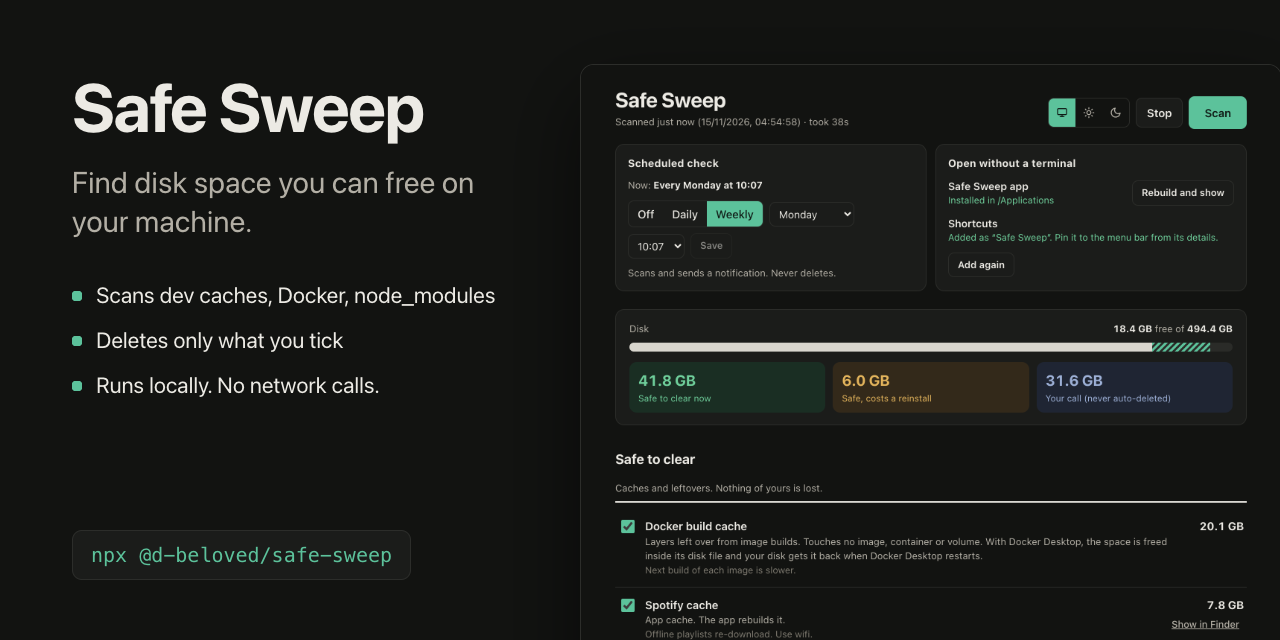 Safe Sweep
Find disk space you can free on
your machine.
Scans dev caches, Docker, node_modules
Deletes only what you tick
Runs locally. No network calls.
npx @d-beloved/safe-sweep
Safe Sweep
Scanned just now (15/11/2026, 04:54:58) · took 38s
Stop
Scan
Scheduled check
Now: Every Monday at 10:07
Off Daily Weekly Monday
10:07 Save
Scans and sends a notification. Never deletes.
Open without a terminal
Safe Sweep app
Installed in /Applications
Rebuild and show
Shortcuts
Added as “Safe Sweep”. Pin it to the menu bar from its details.
Add again
Disk
18.4 GB free of 494.4 GB
41.8 GB
Safe to clear now
6.0 GB
Safe, costs a reinstall
31.6 GB
Your call (never auto-deleted)
Safe to clear
Caches and leftovers. Nothing of yours is lost.
Docker build cache
20.1 GB
Layers left over from image builds. Touches no image, container or volume. With Docker Desktop, the space is freed
inside its disk file and your disk gets it back when Docker Desktop restarts.
Next build of each image is slower.
Spotify cache
7.8 GB
App cache. The app rebuilds it.
Show in Finder
Offline playlists re-download. Use wifi.